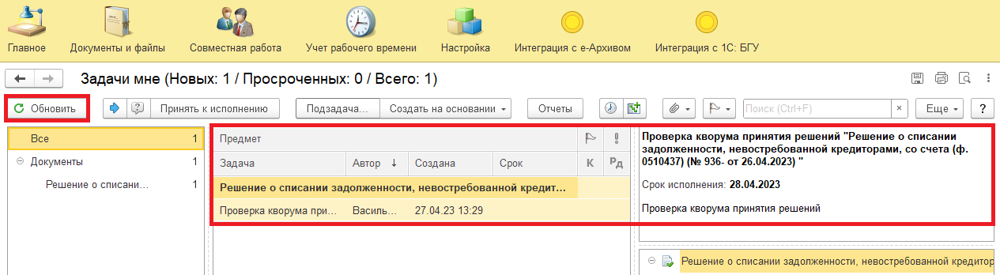 Главное
Документы и файлы
Совместная работа
Учет рабочего времени
Настройка
Интеграция с е-Архивом
Интеграция с 1С: БГУ
Задачи мне (Новых: 1 / Просроченных: 0 / Всего: 1)
Обновить
Принять к исполнению
Подзадача...
Создать на основании
Отчеты
Поиск (Ctrl+F)
×
Еще
?
Все 1
Документы 1
Решение о списани... 1
Предмет
Задача Автор ↓ Создана Срок К Рд
Решение о списании задолженности, невостребованной кредит...
Проверка кворума при... Василь... 27.04.23 13:29
Проверка кворума принятия решений "Решение о списании
задолженности, невостребованной кредиторами, со счета (ф.
0510437) (№ 936- от 26.04.2023) "
Срок исполнения: 28.04.2023
Проверка кворума принятия решений
Решение о списании задолженности, невостребованной кредитор